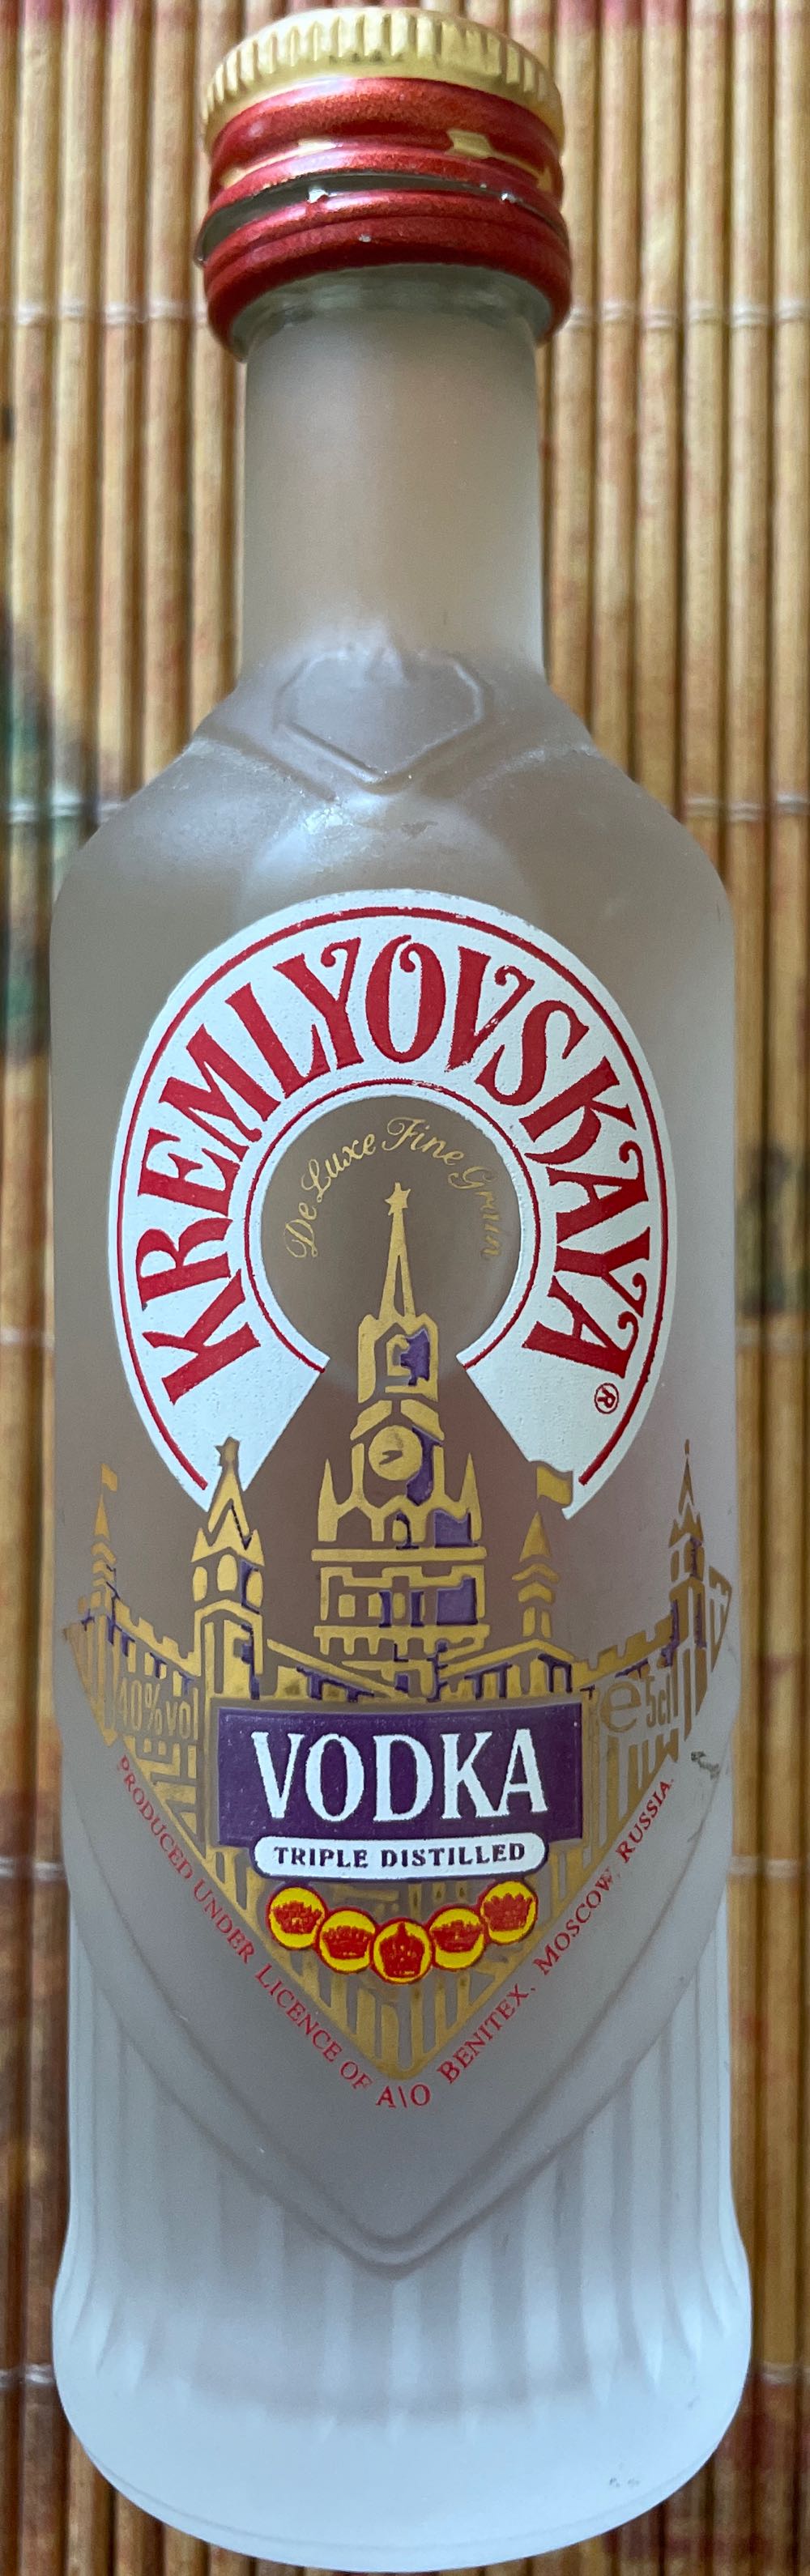 KREMLYOVSKAYA®
De Luxe Fine Grain
40%vol
e 5cl
VODKA
TRIPLE DISTILLED
PRODUCED UNDER LICENCE OF A\O BENITEX, MOSCOW, RUSSIA.